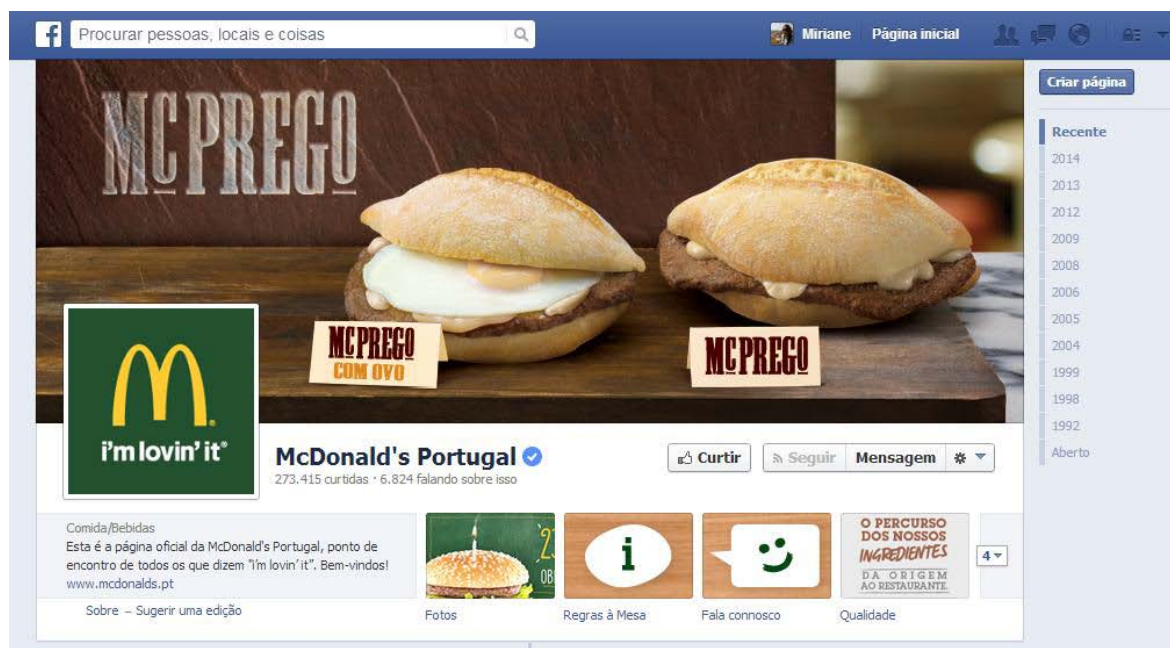 f Procurar pessoas, locais e coisas Miriane Página inicial
Criar página
Recente
2014
2013
2012
2009
2008
2006
2005
2004
1999
1998
1992
Aberto
MCPREGO
MCPREGO
COM OVO
MCPREGO
M
i'm lovin' it®
McDonald's Portugal
273.415 curtidas · 6.824 falando sobre isso
Curtir Seguir Mensagem
Comida/Bebidas
Esta é a página oficial da McDonald's Portugal, ponto de
encontro de todos os que dizem "i'm lovin' it". Bem-vindos!
www.mcdonalds.pt
Sobre – Sugerir uma edição
Fotos
i
Regras à Mesa
Fala connosco
O PERCURSO
DOS NOSSOS
INGREDIENTES
DA ORIGEM
AO RESTAURANTE.
Qualidade
4